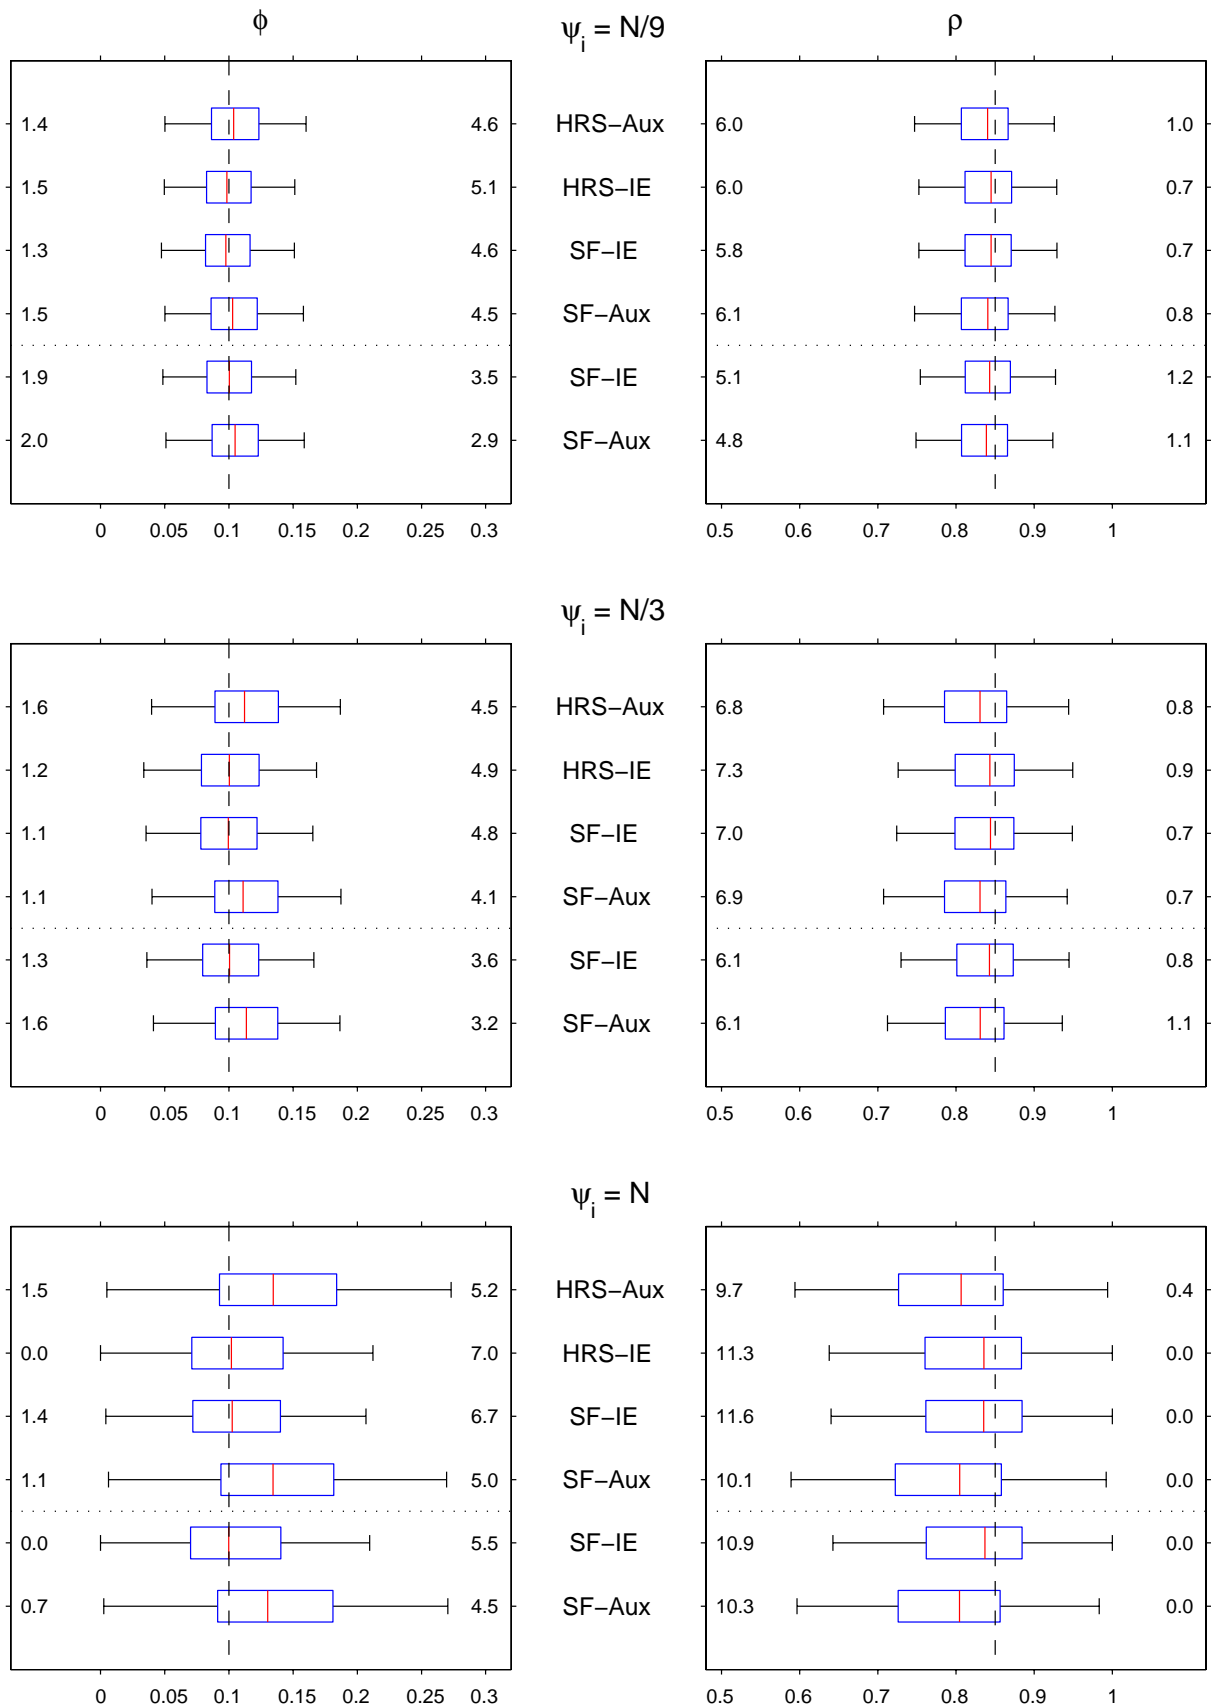 ϕ ψi = N/9 ρ
1.4 4.6 HRS−Aux 6.0 1.0
1.5 5.1 HRS−IE 6.0 0.7
1.3 4.6 SF−IE 5.8 0.7
1.5 4.5 SF−Aux 6.1 0.8
1.9 3.5 SF−IE 5.1 1.2
2.0 2.9 SF−Aux 4.8 1.1
0 0.05 0.1 0.15 0.2 0.25 0.3 0.5 0.6 0.7 0.8 0.9 1
ψi = N/3
1.6 4.5 HRS−Aux 6.8 0.8
1.2 4.9 HRS−IE 7.3 0.9
1.1 4.8 SF−IE 7.0 0.7
1.1 4.1 SF−Aux 6.9 0.7
1.3 3.6 SF−IE 6.1 0.8
1.6 3.2 SF−Aux 6.1 1.1
0 0.05 0.1 0.15 0.2 0.25 0.3 0.5 0.6 0.7 0.8 0.9 1
ψi = N
1.5 5.2 HRS−Aux 9.7 0.4
0.0 7.0 HRS−IE 11.3 0.0
1.4 6.7 SF−IE 11.6 0.0
1.1 5.0 SF−Aux 10.1 0.0
0.0 5.5 SF−IE 10.9 0.0
0.7 4.5 SF−Aux 10.3 0.0
0 0.05 0.1 0.15 0.2 0.25 0.3 0.5 0.6 0.7 0.8 0.9 1